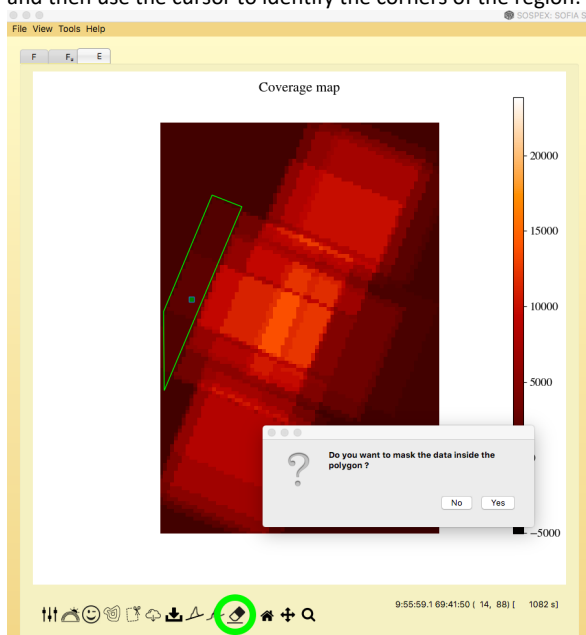 and then use the cursor to identify the corners of the region.
SOSPEX: SOFIA S
File View Tools Help
F Fₐ E
Coverage map
20000
15000
10000
5000
Do you want to mask the data inside the
polygon ?
No Yes
−5000
9:55:59.1 69:41:50 ( 14, 88) [ 1082 s]